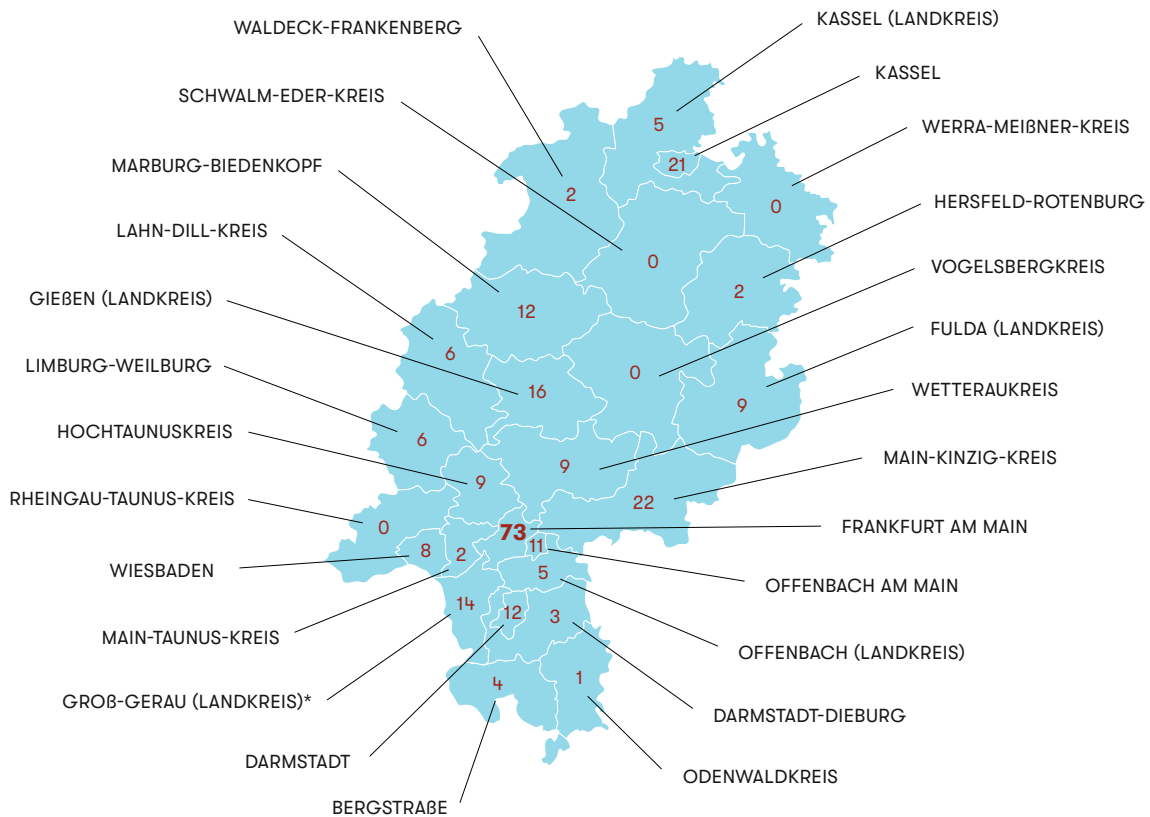 WALDECK-FRANKENBERG
SCHWALM-EDER-KREIS
MARBURG-BIEDENKOPF
LAHN-DILL-KREIS
GIEßEN (LANDKREIS)
LIMBURG-WEILBURG
HOCHTAUNUSKREIS
RHEINGAU-TAUNUS-KREIS
WIESBADEN
MAIN-TAUNUS-KREIS
GROß-GERAU (LANDKREIS)*
DARMSTADT
BERGSTRAßE
5
21
2
0
0
2
12
6
0
16
9
6
9
9
22
0
73
8
2
11
5
14
12
3
4
1
KASSEL (LANDKREIS)
KASSEL
WERRA-MEIßNER-KREIS
HERSFELD-ROTENBURG
VOGELSBERGKREIS
FULDA (LANDKREIS)
WETTERAUKREIS
MAIN-KINZIG-KREIS
FRANKFURT AM MAIN
OFFENBACH AM MAIN
OFFENBACH (LANDKREIS)
DARMSTADT-DIEBURG
ODENWALDKREIS